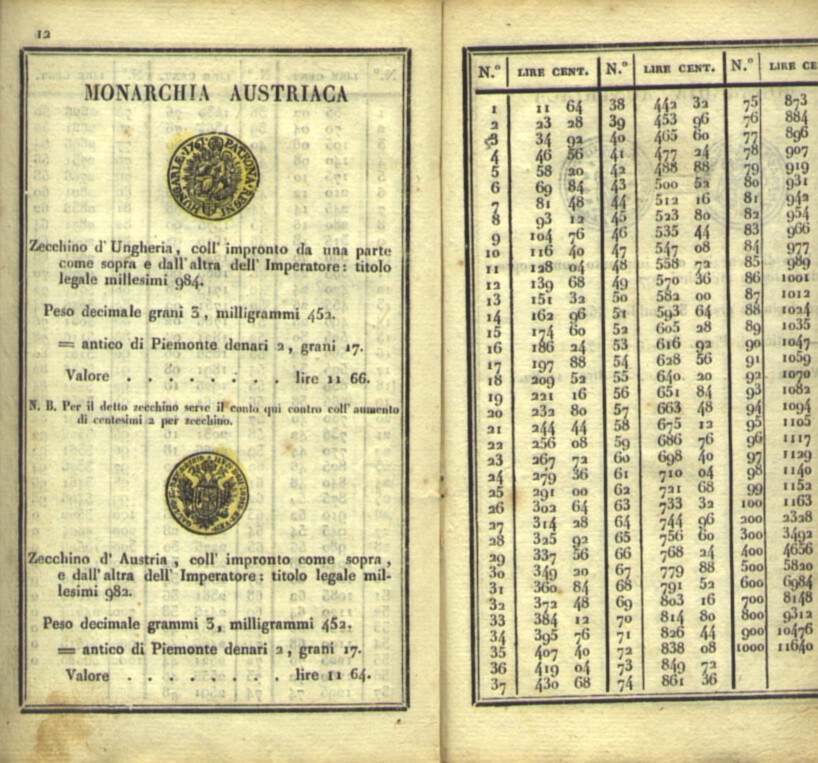 12
MONARCHIA AUSTRIACA
HUNGARIE·1761 PATRONA REGNI
Zecchino d' Ungheria, coll' impronto da una parte
come sopra e dall'altra dell' Imperatore: titolo
legale millesimi 984.
Peso decimale grani 3, milligrammi 452.
= antico di Piemonte denari 2, grani 17.
Valore . . . . . . . . lire 11 66.
N. B. Per il detto zecchino serve il conto qui contro coll' aumento
di centesimi 2 per zecchino.
Zecchino d' Austria, coll' impronto come sopra,
e dall'altra dell' Imperatore: titolo legale mil-
lesimi 982.
Peso decimale grammi 3, milligrammi 452.
= antico di Piemonte denari 2, grani 17.
Valore . . . . . . . . lire 11 64.
N.° LIRE CENT. N.° LIRE CENT. N.° LIRE CE
1 11 64 38 442 32 75 873
2 23 28 39 453 96 76 884
3 34 92 40 465 60 77 896
4 46 56 41 477 24 78 907
5 58 20 42 488 88 79 919
6 69 84 43 500 52 80 931
7 81 48 44 512 16 81 942
8 93 12 45 523 80 82 954
9 104 76 46 535 44 83 966
10 116 40 47 547 08 84 977
11 128 04 48 558 72 85 989
12 139 68 49 570 36 86 1001
13 151 32 50 582 00 87 1012
14 162 96 51 593 64 88 1024
15 174 60 52 605 28 89 1035
16 186 24 53 616 92 90 1047
17 197 88 54 628 56 91 1059
18 209 52 55 640 20 92 1070
19 221 16 56 651 84 93 1082
20 232 80 57 663 48 94 1094
21 244 44 58 675 12 95 1105
22 256 08 59 686 76 96 1117
23 267 72 60 698 40 97 1129
24 279 36 61 710 04 98 1140
25 291 00 62 721 68 99 1152
26 302 64 63 733 32 100 1163
27 314 28 64 744 96 200 2328
28 325 92 65 756 60 300 3492
29 337 56 66 768 24 400 4656
30 349 20 67 779 88 500 5820
31 360 84 68 791 52 600 6984
32 372 48 69 803 16 700 8148
33 384 12 70 814 80 800 9312
34 395 76 71 826 44 900 10476
35 407 40 72 838 08 1000 11640
36 419 04 73 849 72
37 430 68 74 861 36